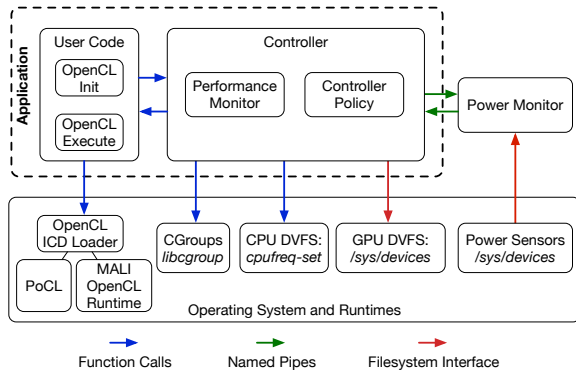 Application
User Code
OpenCL
Init
OpenCL
Execute
Controller
Performance
Monitor
Controller
Policy
Power Monitor
OpenCL
ICD Loader
PoCL
MALI
OpenCL
Runtime
CGroups
libcgroup
CPU DVFS:
cpufreq-set
GPU DVFS:
/sys/devices
Power Sensors
/sys/devices
Operating System and Runtimes
Function Calls
Named Pipes
Filesystem Interface